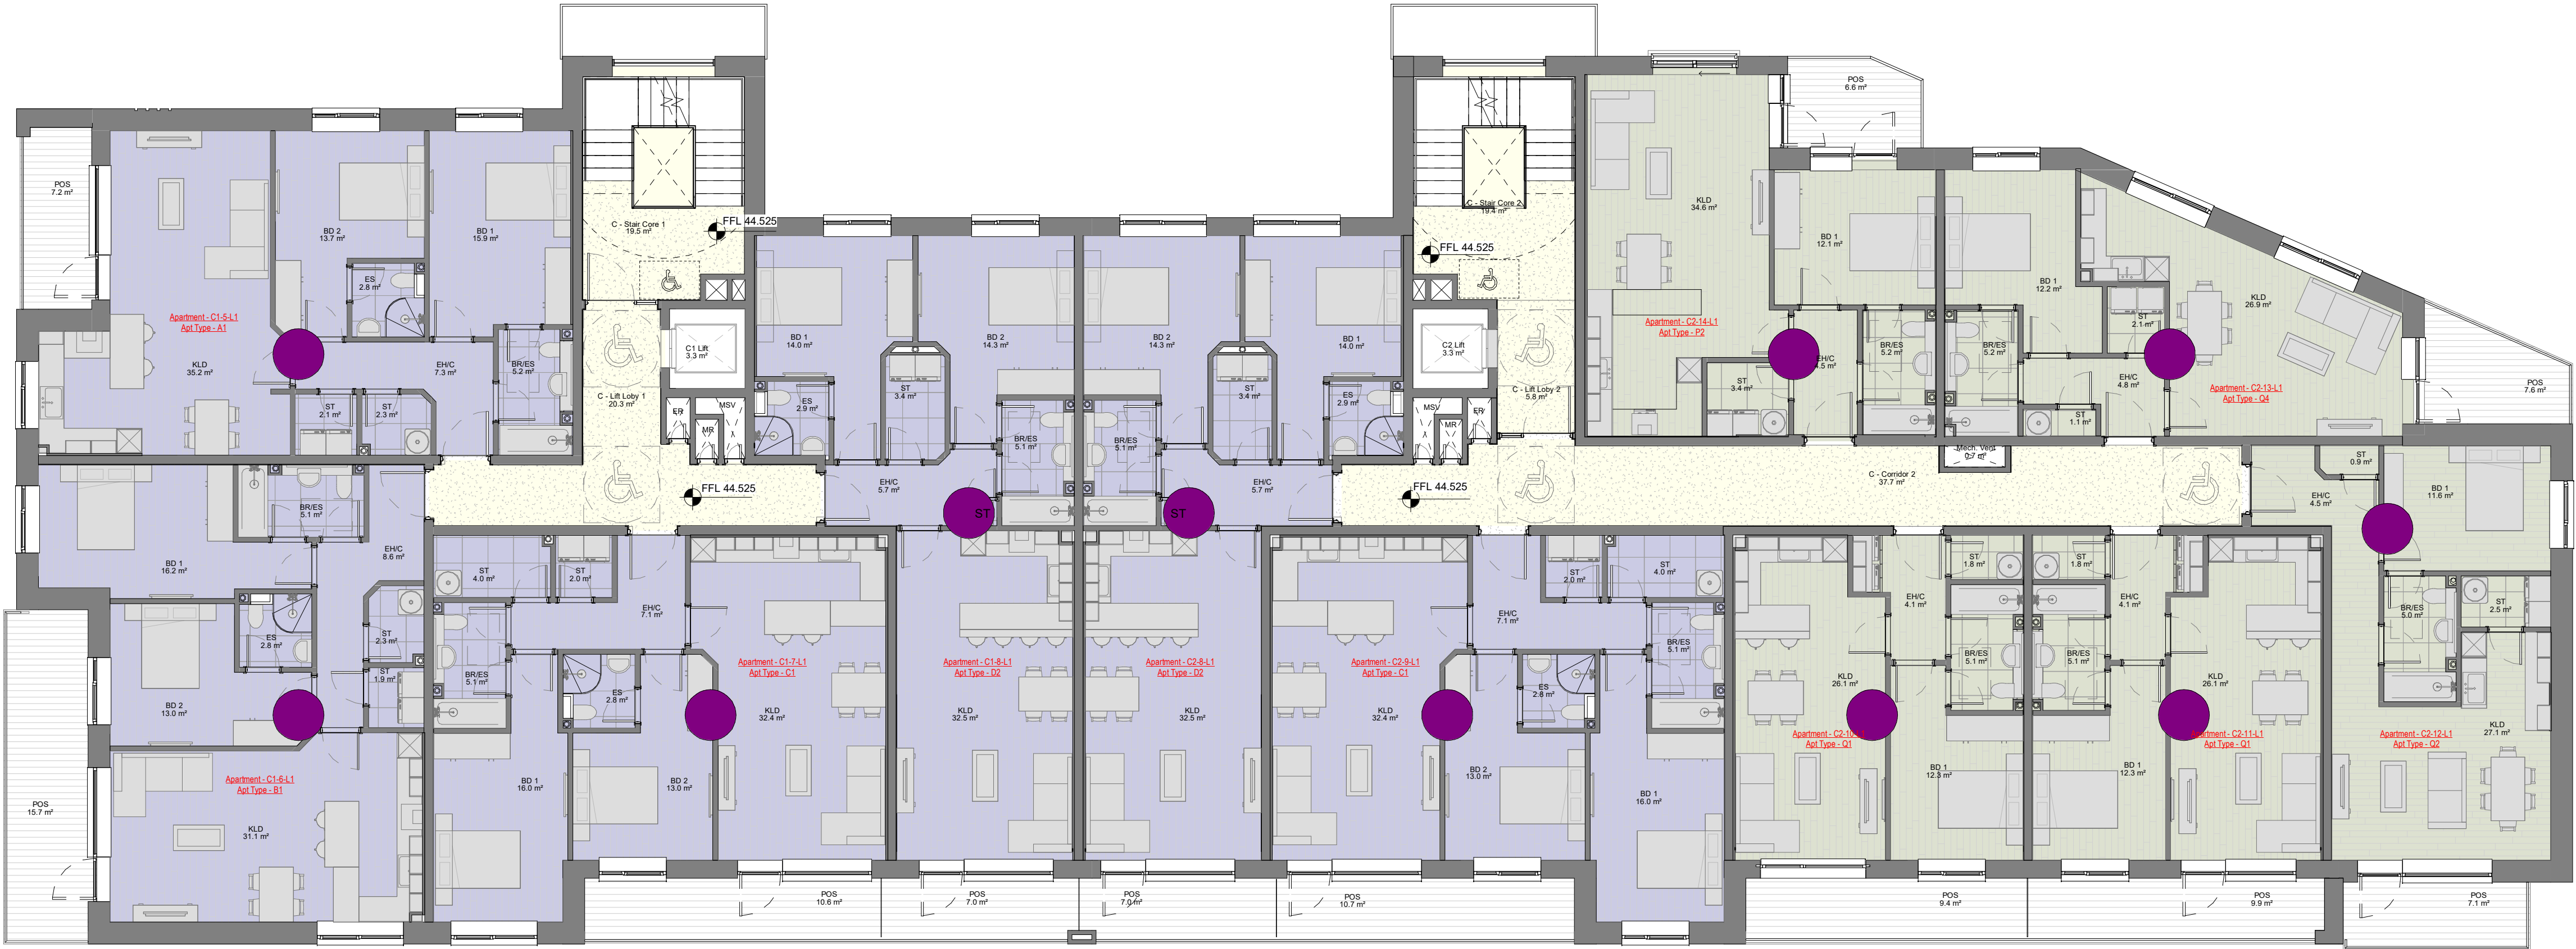 POS
7.2 m²
Apartment - C1-5-L1
Apt Type - A1
KLD
35.2 m²
BD 2
13.7 m²
ES
2.8 m²
BD 1
15.9 m²
EH/C
7.3 m²
BR/ES
5.2 m²
ST
2.1 m²
ST
2.3 m²
C - Stair Core 1
19.5 m²
FFL 44.525
C1 Lift
3.3 m²
C - Lift Loby 1
20.3 m²
ER
MSV
MR
FFL 44.525
BD 1
16.2 m²
BR/ES
5.1 m²
EH/C
8.6 m²
BD 2
13.0 m²
ES
2.8 m²
ST
2.3 m²
ST
1.9 m²
Apartment - C1-6-L1
Apt Type - B1
KLD
31.1 m²
POS
15.7 m²
ST
4.0 m²
ST
2.0 m²
EH/C
7.1 m²
BR/ES
5.1 m²
ES
2.8 m²
BD 1
16.0 m²
BD 2
13.0 m²
Apartment - C1-7-L1
Apt Type - C1
KLD
32.4 m²
POS
10.6 m²
BD 1
14.0 m²
BD 2
14.3 m²
ES
2.9 m²
ST
3.4 m²
BR/ES
5.1 m²
EH/C
5.7 m²
ST
Apartment - C1-8-L1
Apt Type - D2
KLD
32.5 m²
POS
7.0 m²
BD 2
14.3 m²
BD 1
14.0 m²
ST
3.4 m²
ES
2.9 m²
BR/ES
5.1 m²
EH/C
5.7 m²
ST
Apartment - C2-8-L1
Apt Type - D2
KLD
32.5 m²
POS
7.0 m²
C - Stair Core 2
19.4 m²
FFL 44.525
C2 Lift
3.3 m²
C - Lift Loby 2
5.8 m²
MSV
ER
MR
FFL 44.525
C - Corridor 2
37.7 m²
Mech. Vent
0.7 m²
Apartment - C2-9-L1
Apt Type - C1
KLD
32.4 m²
EH/C
7.1 m²
ST
2.0 m²
ST
4.0 m²
BR/ES
5.1 m²
ES
2.8 m²
BD 2
13.0 m²
BD 1
16.0 m²
POS
10.7 m²
KLD
34.6 m²
Apartment - C2-14-L1
Apt Type - P2
POS
6.6 m²
BD 1
12.1 m²
ST
3.4 m²
EH/C
4.5 m²
BR/ES
5.2 m²
BD 1
12.2 m²
BR/ES
5.2 m²
ST
2.1 m²
EH/C
4.8 m²
ST
1.1 m²
KLD
26.9 m²
Apartment - C2-13-L1
Apt Type - Q4
POS
7.6 m²
KLD
26.1 m²
Apartment - C2-10-L1
Apt Type - Q1
EH/C
4.1 m²
ST
1.8 m²
BR/ES
5.1 m²
BD 1
12.3 m²
POS
9.4 m²
ST
1.8 m²
EH/C
4.1 m²
BR/ES
5.1 m²
BD 1
12.3 m²
KLD
26.1 m²
Apartment - C2-11-L1
Apt Type - Q1
POS
9.9 m²
ST
0.9 m²
EH/C
4.5 m²
BD 1
11.6 m²
BR/ES
5.0 m²
ST
2.5 m²
Apartment - C2-12-L1
Apt Type - Q2
KLD
27.1 m²
POS
7.1 m²